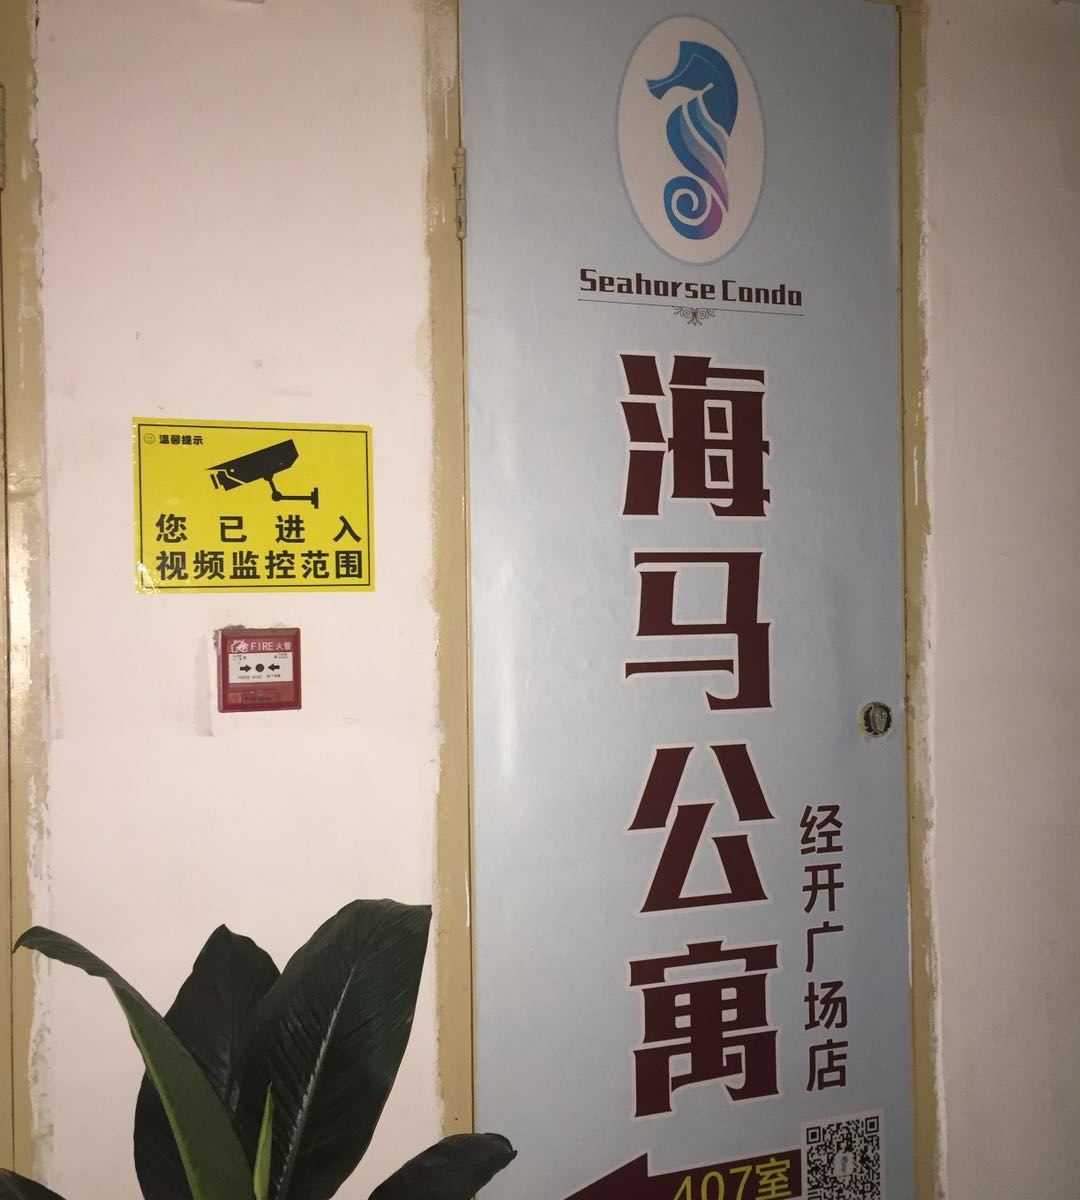 温馨提示
您已进入
视频监控范围
FIRE 火警
Seahorse Condo
海马公寓
经开广场店
407室